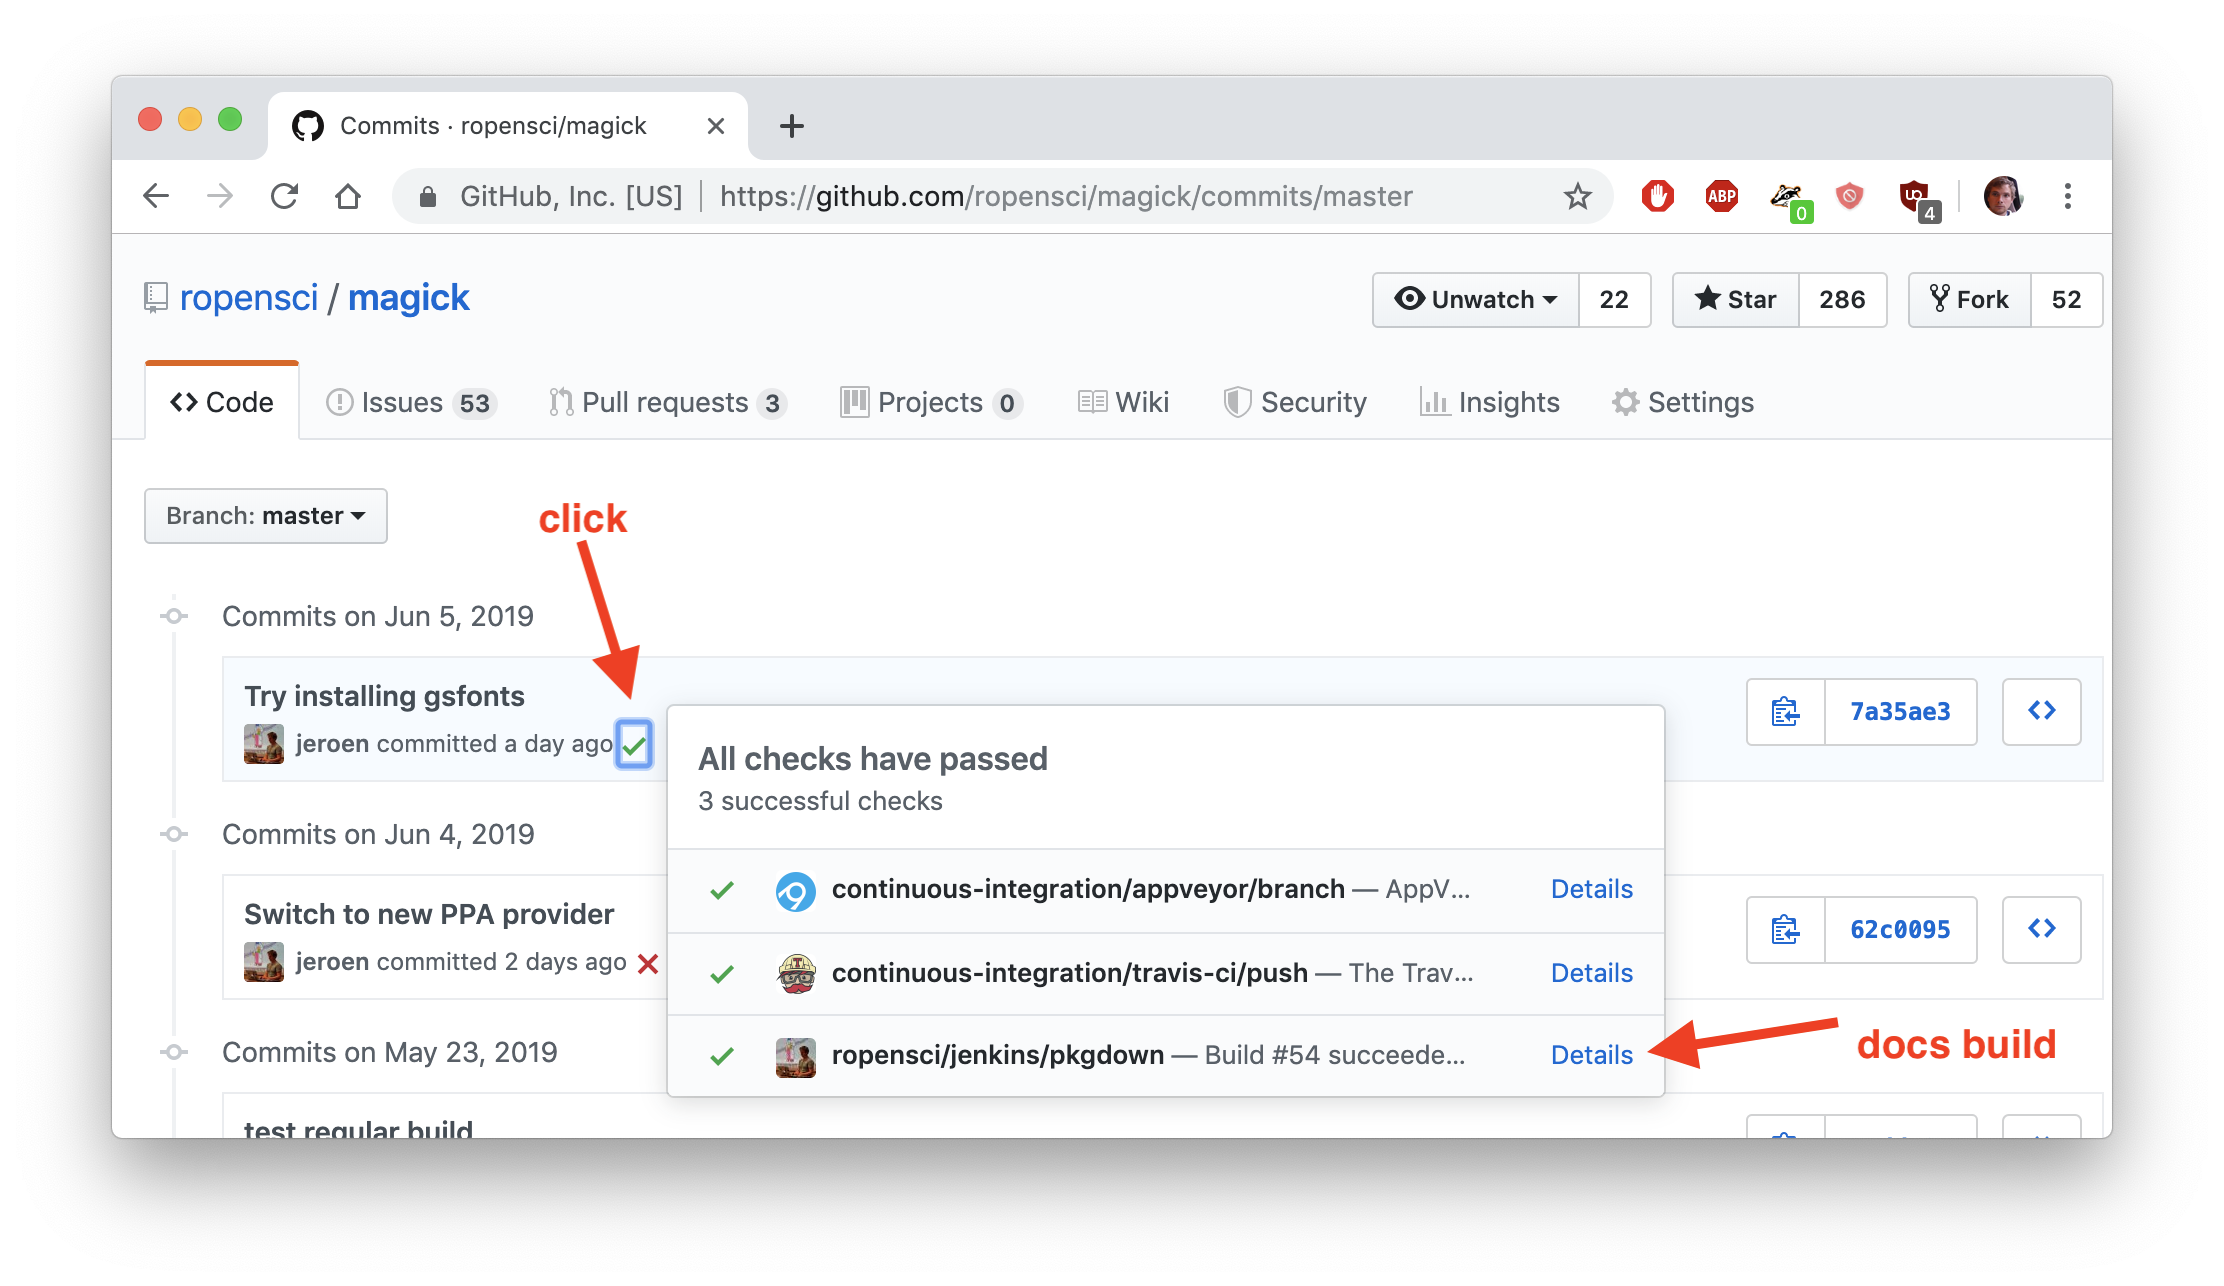 Commits · ropensci/magick
GitHub, Inc. [US] | https://github.com/ropensci/magick/commits/master
ABP
0
4
ropensci / magick
Unwatch 22
Star 286
Fork 52
Code
Issues 53
Pull requests 3
Projects 0
Wiki
Security
Insights
Settings
Branch: master
click
Commits on Jun 5, 2019
Try installing gsfonts
jeroen committed a day ago
7a35ae3
All checks have passed
3 successful checks
continuous-integration/appveyor/branch — AppV... Details
continuous-integration/travis-ci/push — The Trav... Details
ropensci/jenkins/pkgdown — Build #54 succeede... Details
docs build
Commits on Jun 4, 2019
Switch to new PPA provider
jeroen committed 2 days ago
62c0095
Commits on May 23, 2019
test regular build